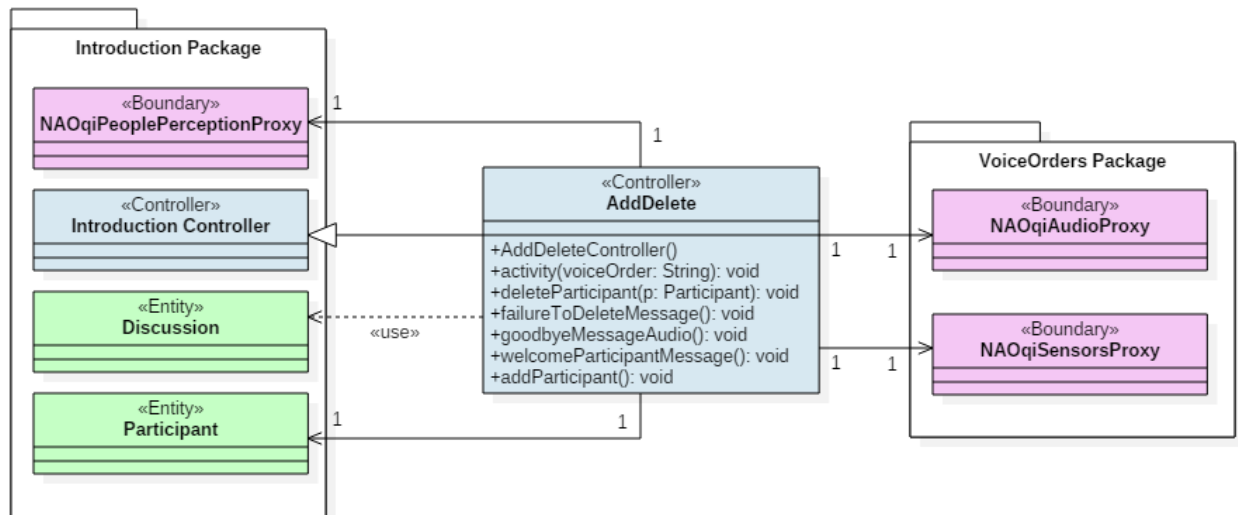 Introduction Package
«Boundary»
NAOqiPeoplePerceptionProxy
«Controller»
Introduction Controller
«Entity»
Discussion
«Entity»
Participant
1
1
«use»
1
1
«Controller»
AddDelete
+AddDeleteController()
+activity(voiceOrder: String): void
+deleteParticipant(p: Participant): void
+failureToDeleteMessage(): void
+goodbyeMessageAudio(): void
+welcomeParticipantMessage(): void
+addParticipant(): void
1
1
1
1
VoiceOrders Package
«Boundary»
NAOqiAudioProxy
«Boundary»
NAOqiSensorsProxy